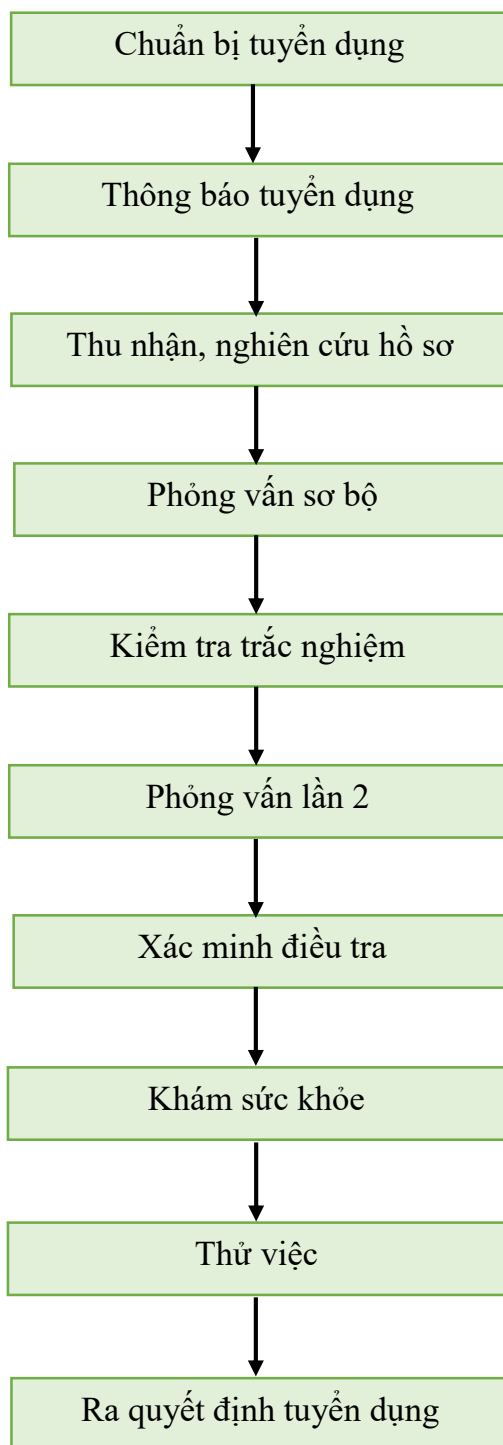 Chuẩn bị tuyển dụng
Thông báo tuyển dụng
Thu nhận, nghiên cứu hồ sơ
Phỏng vấn sơ bộ
Kiểm tra trắc nghiệm
Phỏng vấn lần 2
Xác minh điều tra
Khám sức khỏe
Thử việc
Ra quyết định tuyển dụng